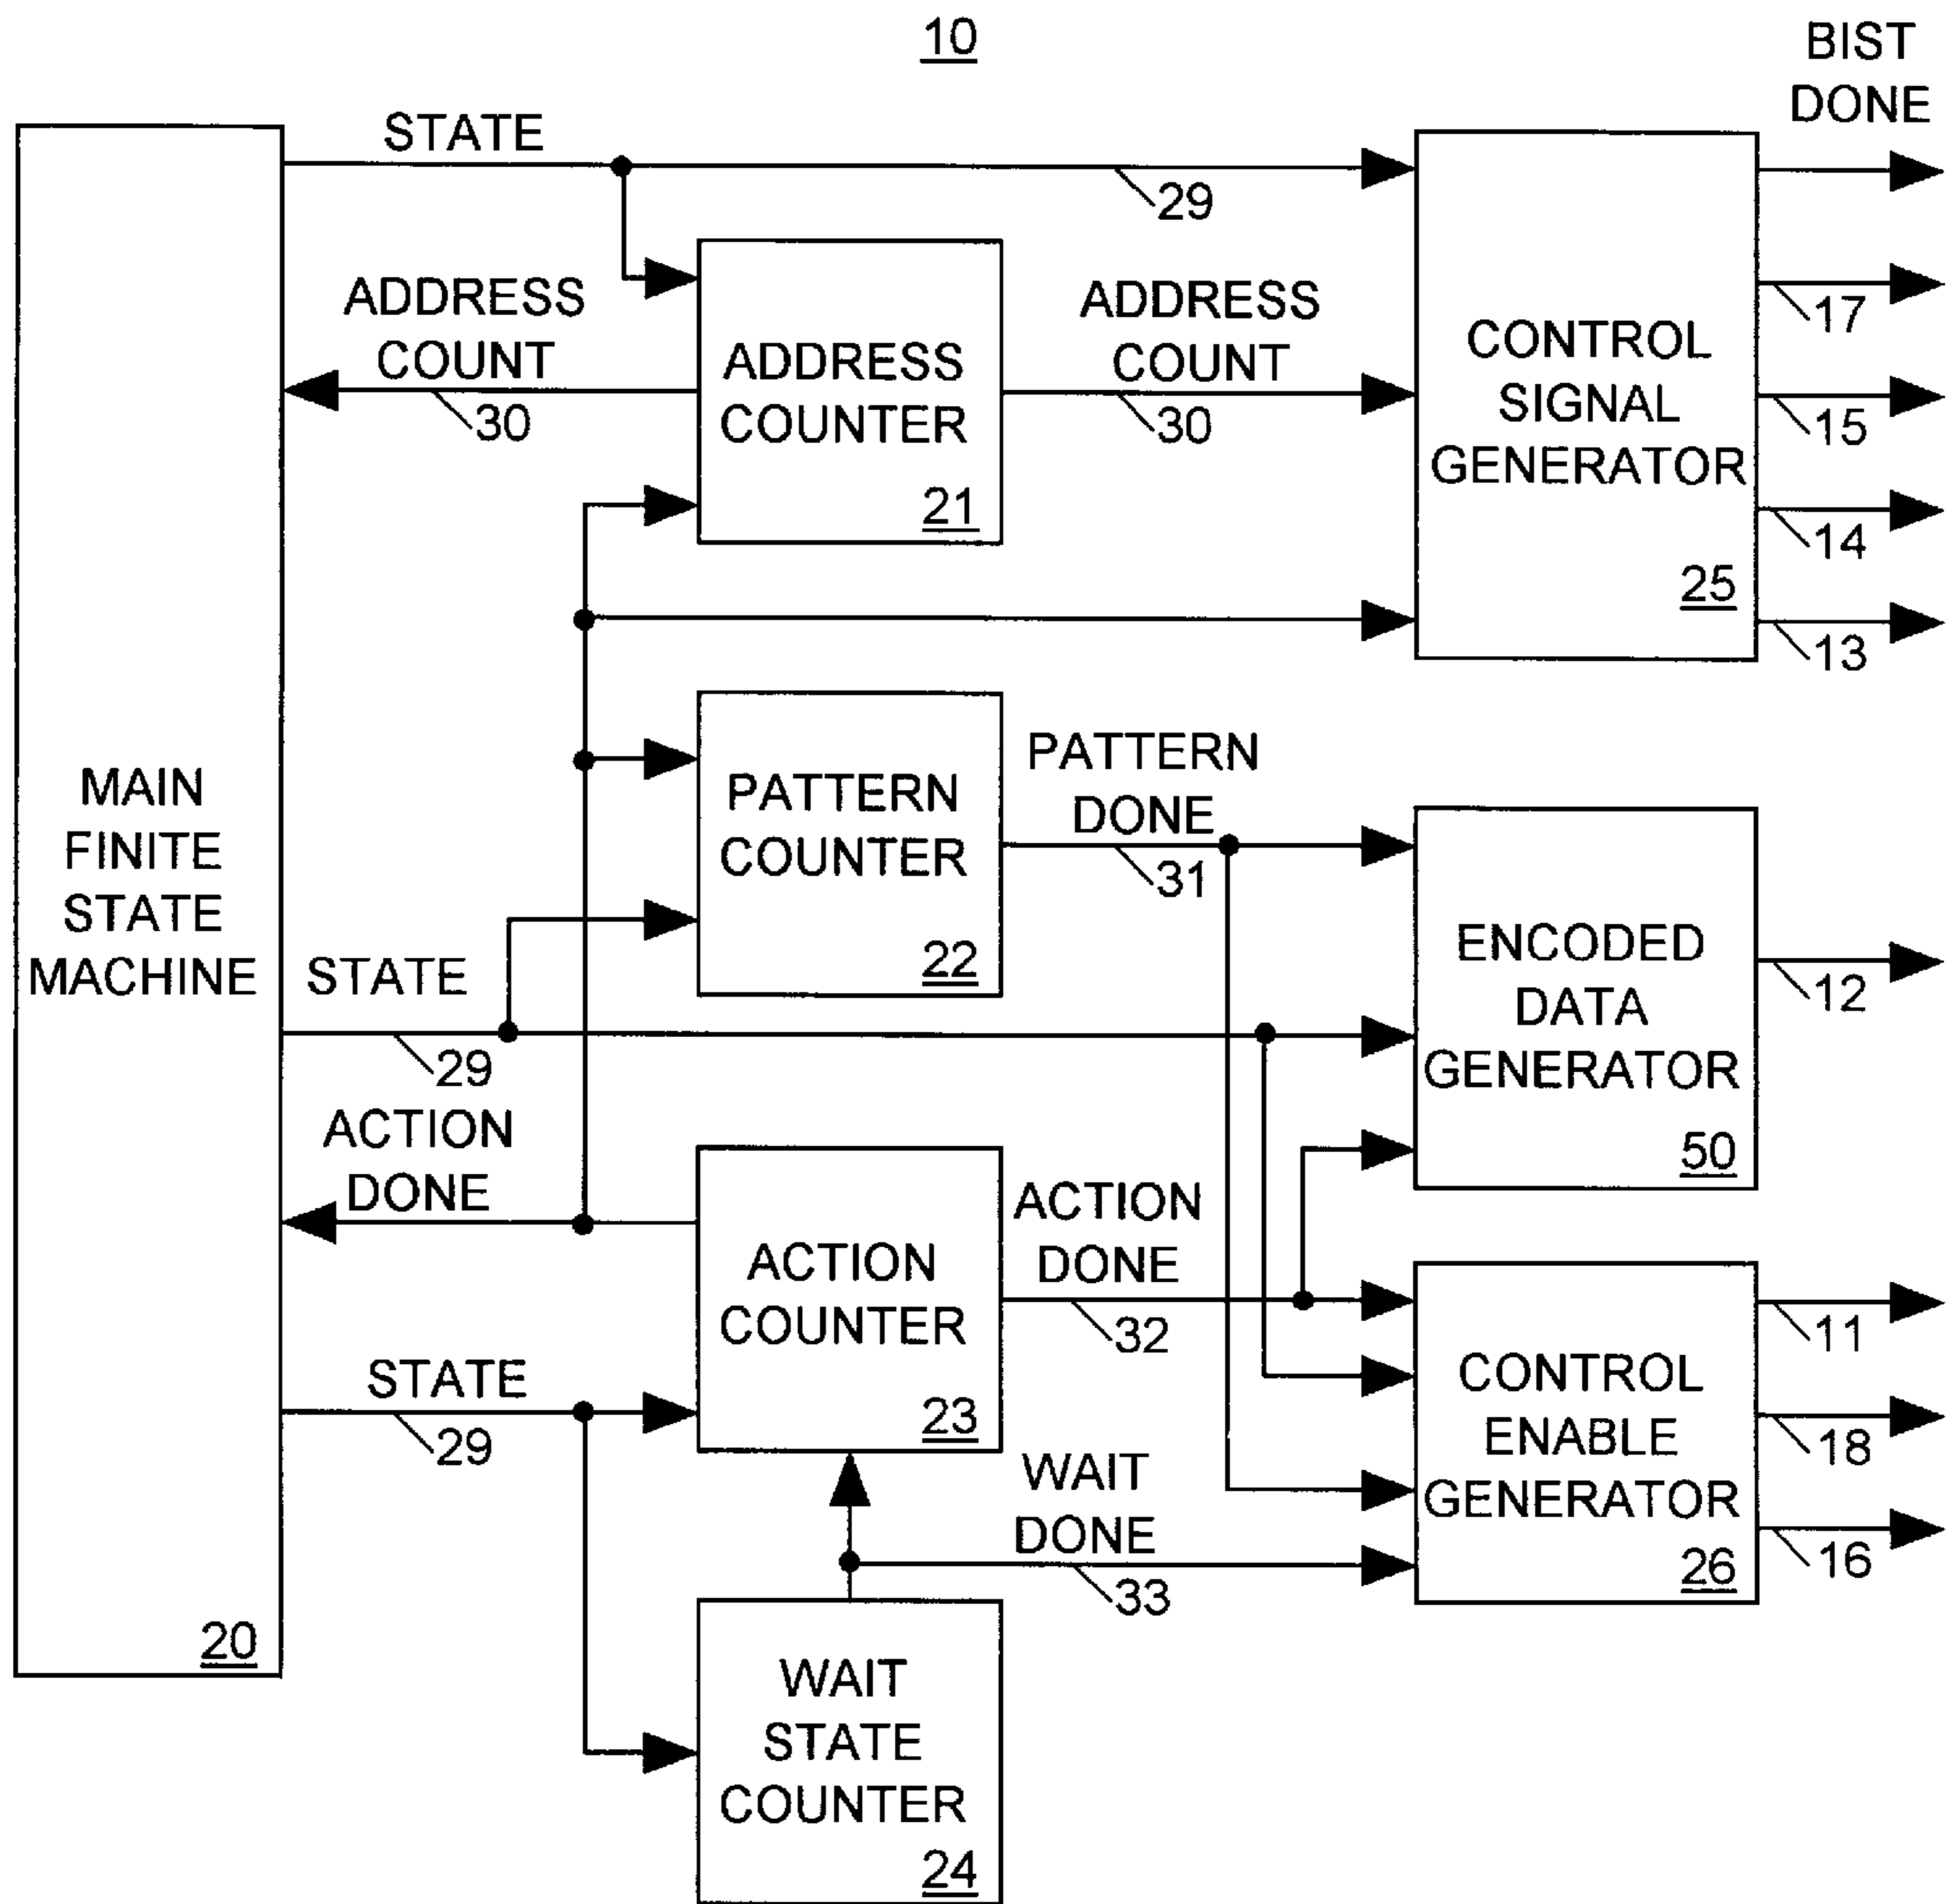 10
BIST
DONE
STATE
29
ADDRESS
COUNT
30
ADDRESS
COUNTER
21
ADDRESS
COUNT
30
CONTROL
SIGNAL
GENERATOR
25
17
15
14
13
MAIN
FINITE
STATE
MACHINE
20
PATTERN
COUNTER
22
PATTERN
DONE
31
STATE
29
ENCODED
DATA
GENERATOR
50
12
ACTION
DONE
ACTION
COUNTER
23
ACTION
DONE
32
STATE
29
CONTROL
ENABLE
GENERATOR
26
11
18
16
WAIT
DONE
33
WAIT
STATE
COUNTER
24